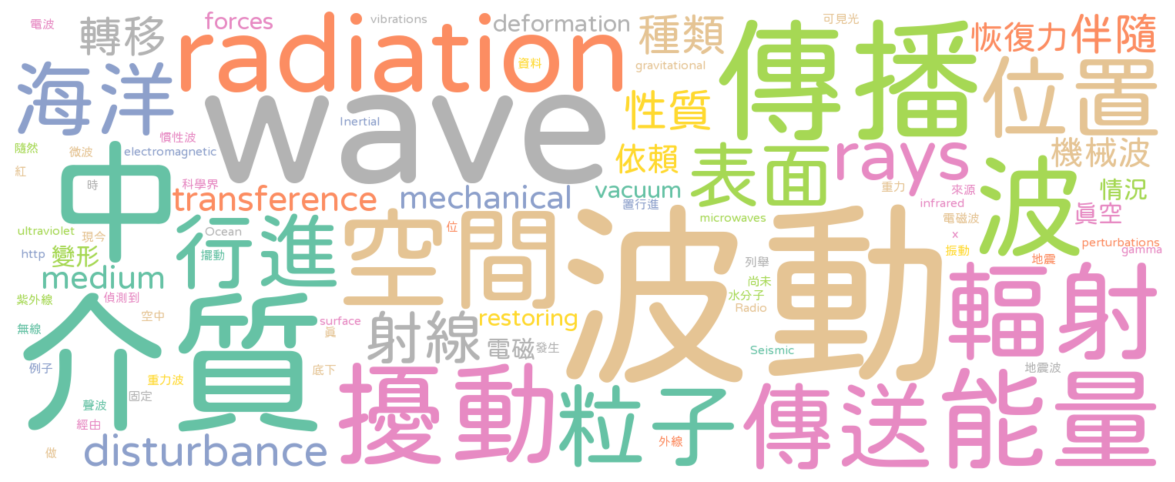 電波
forces
vibrations
deformation
可見光
轉移
radiation
資料
種類
gravitational
傳播
恢復力
伴隨
海洋
wave
Inertial
性質
位置
慣性波
隨然
微波
electromagnetic
依賴
機械波
紅
中
時
科學界
transference
mechanical
vacuum
表面
rays
重力
來源
infrared
波
情況
眞空
ultraviolet
現今
Ocean
行進
空間
置行進
位
microwaves
波動
電磁波
x
perturbations
gamma
http
變形
擺動
列舉
振動
地震
medium
尚未
水分子
Radio
輻射
紫外線
偵測到
介質
空中
surface
眞
射線
restoring
電磁
發生
Seismic
無線
例子
重力波
底下
地震波
擾動
粒子
傳送
能量
聲波
固定
經由
disturbance
做
外線